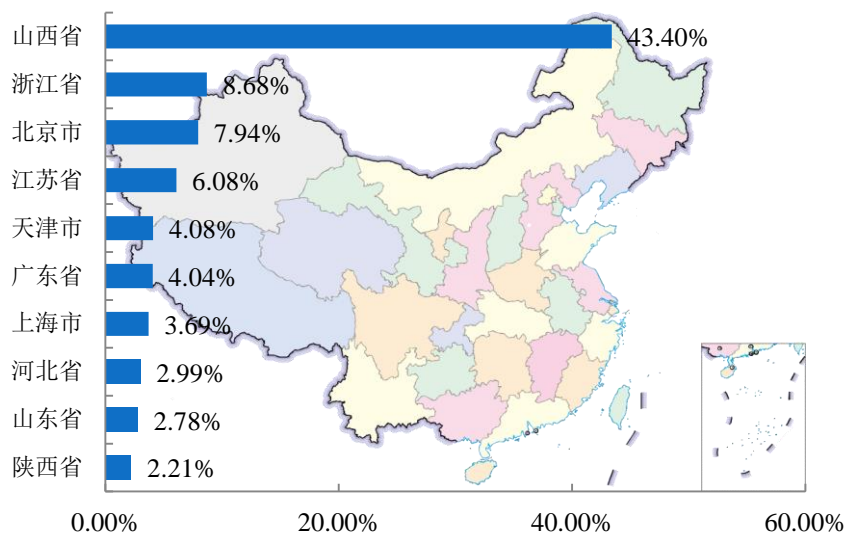 山西省 43.40%
浙江省 8.68%
北京市 7.94%
江苏省 6.08%
天津市 4.08%
广东省 4.04%
上海市 3.69%
河北省 2.99%
山东省 2.78%
陕西省 2.21%
0.00% 20.00% 40.00% 60.00%